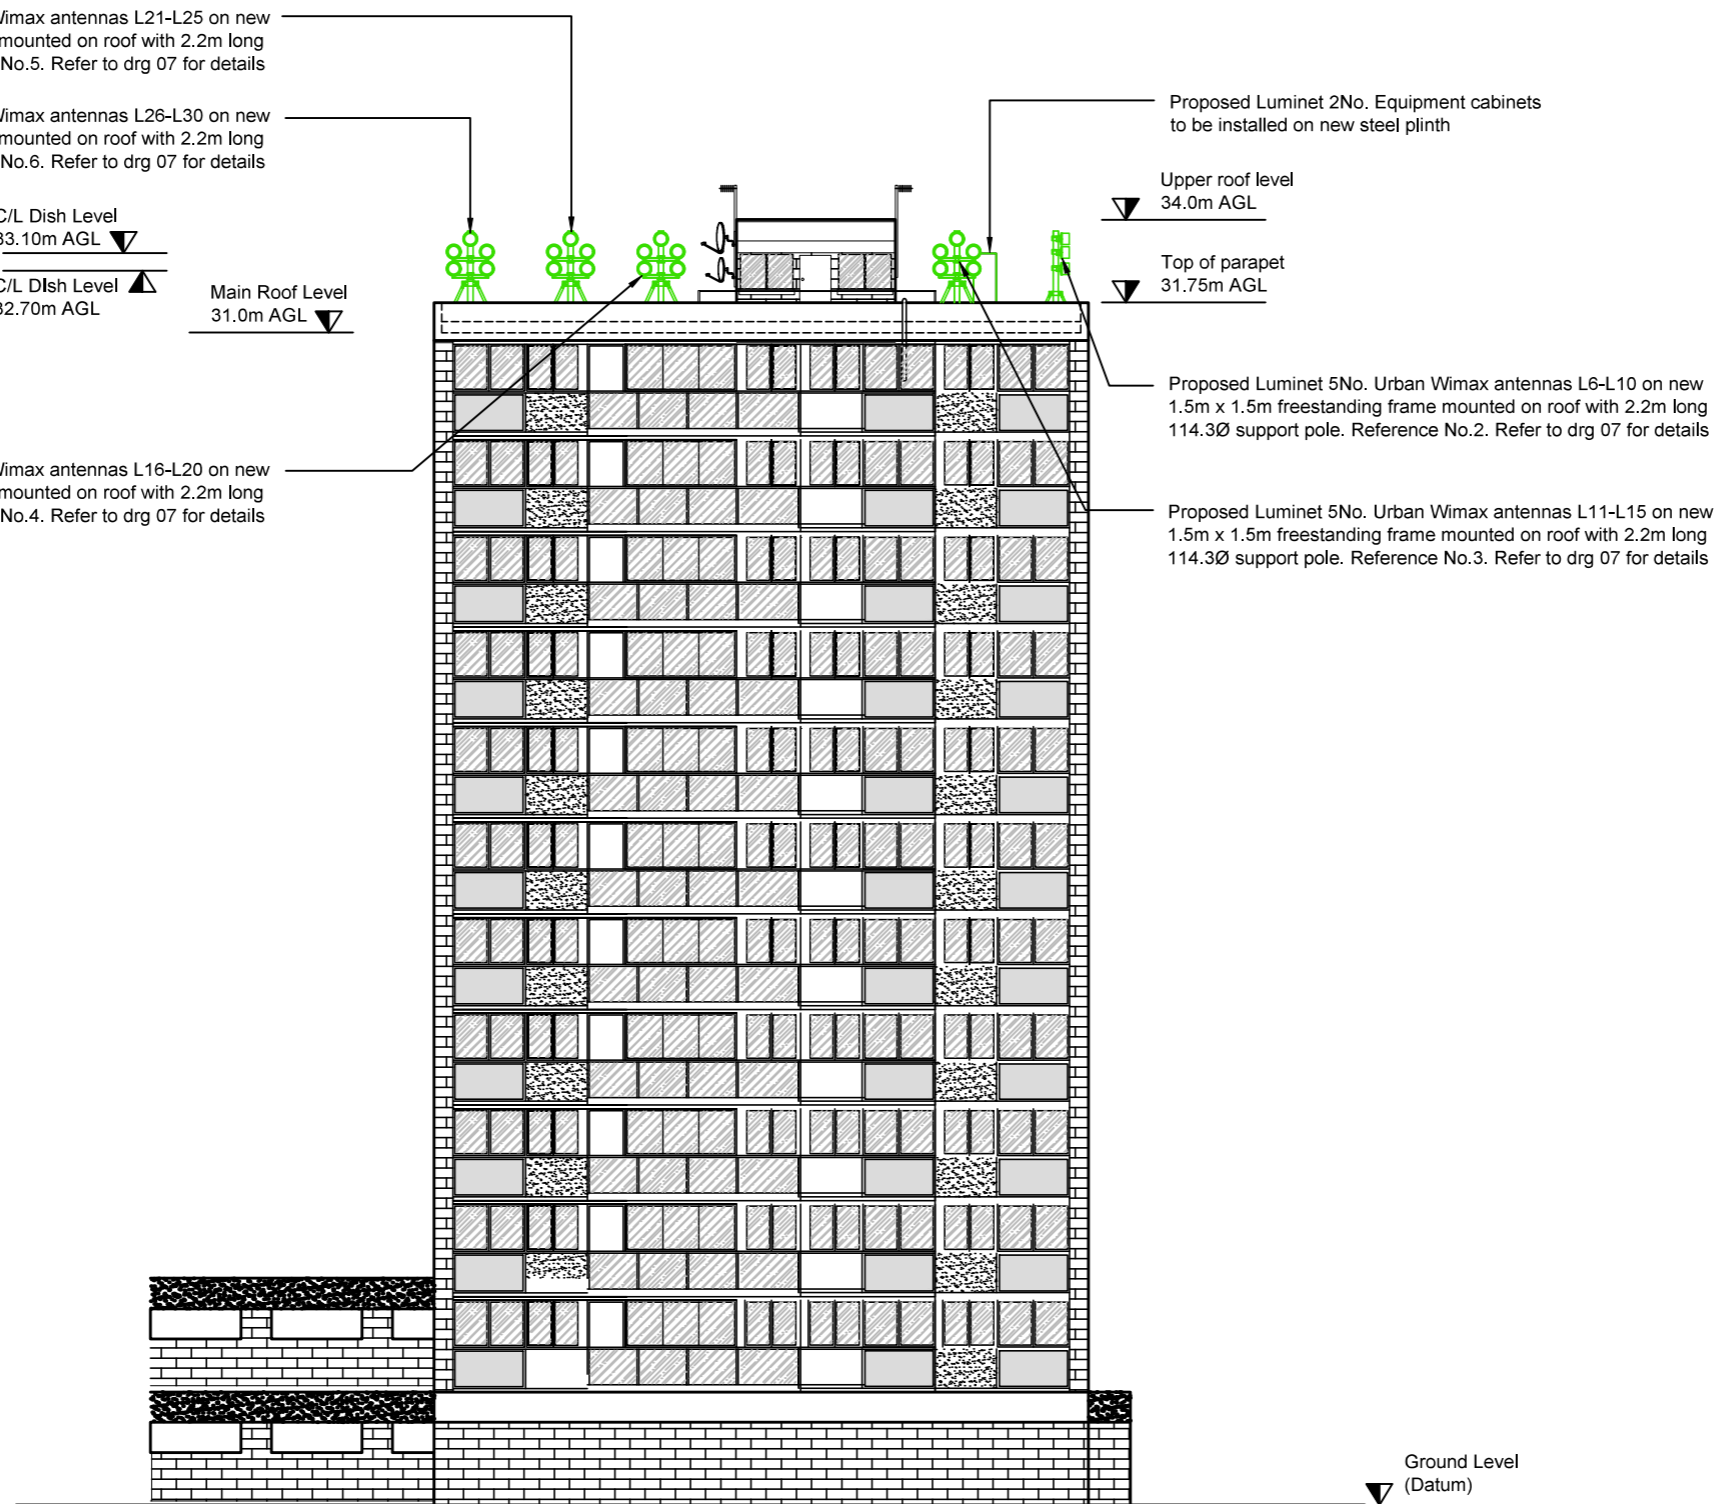 Wimax antennas L21-L25 on new
mounted on roof with 2.2m long
No.5. Refer to drg 07 for details
Wimax antennas L26-L30 on new
mounted on roof with 2.2m long
No.6. Refer to drg 07 for details
C/L Dish Level
33.10m AGL
C/L DIsh Level
32.70m AGL
Main Roof Level
31.0m AGL
Wimax antennas L16-L20 on new
mounted on roof with 2.2m long
No.4. Refer to drg 07 for details
Proposed Luminet 2No. Equipment cabinets
to be installed on new steel plinth
Upper roof level
34.0m AGL
Top of parapet
31.75m AGL
Proposed Luminet 5No. Urban Wimax antennas L6-L10 on new
1.5m x 1.5m freestanding frame mounted on roof with 2.2m long
114.3Ø support pole. Reference No.2. Refer to drg 07 for details
Proposed Luminet 5No. Urban Wimax antennas L11-L15 on new
1.5m x 1.5m freestanding frame mounted on roof with 2.2m long
114.3Ø support pole. Reference No.3. Refer to drg 07 for details
Ground Level
(Datum)